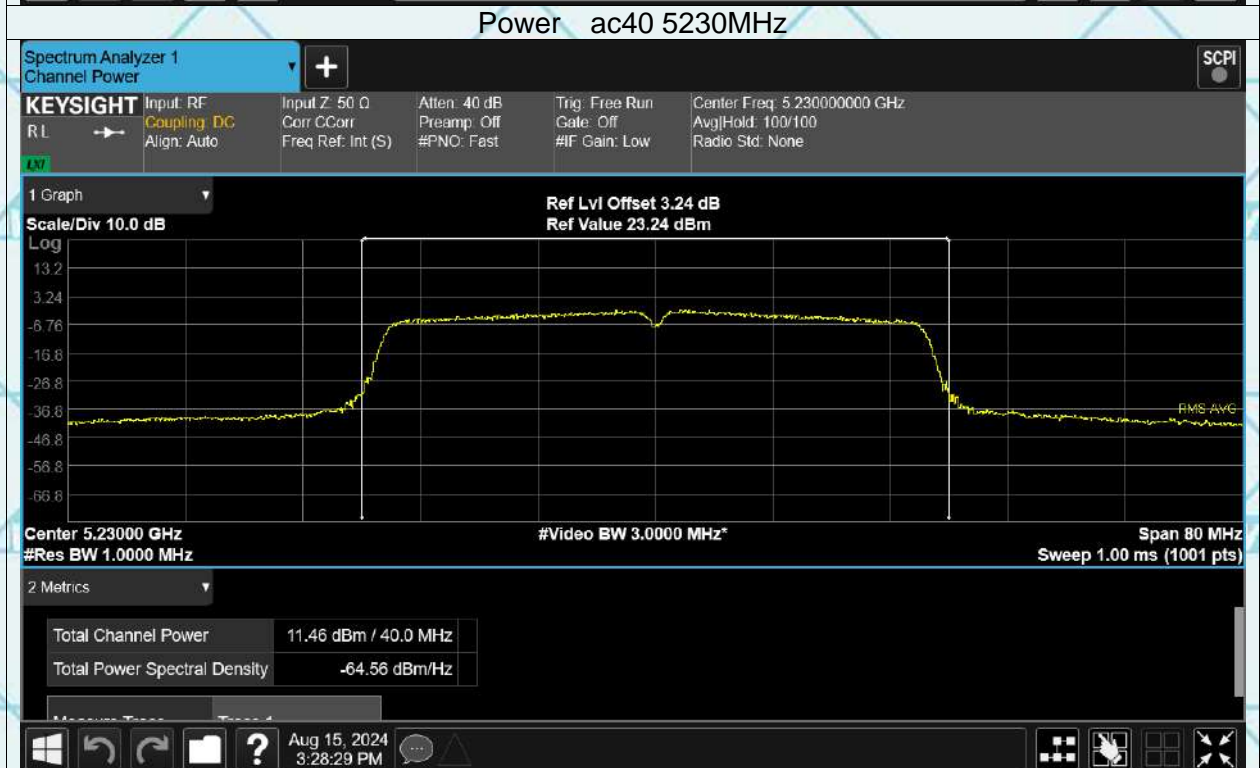 Power ac40 5230MHz
Spectrum Analyzer 1
Channel Power
+
SCPI
KEYSIGHT
RL
LXI
Input: RF
Coupling: DC
Align: Auto
Input Z: 50 Ω
Corr CCorr
Freq Ref: Int (S)
Atten: 40 dB
Preamp: Off
#PNO: Fast
Trig: Free Run
Gate: Off
#IF Gain: Low
Center Freq: 5.230000000 GHz
Avg|Hold: 100/100
Radio Std: None
1 Graph
Scale/Div 10.0 dB
Ref Lvl Offset 3.24 dB
Ref Value 23.24 dBm
Log
13.2
3.24
-6.76
-16.8
-26.8
-36.8
-46.8
-56.8
-66.8
RMS AVG
Center 5.23000 GHz
#Video BW 3.0000 MHz*
Span 80 MHz
#Res BW 1.0000 MHz
Sweep 1.00 ms (1001 pts)
2 Metrics
Total Channel Power 11.46 dBm / 40.0 MHz
Total Power Spectral Density -64.56 dBm/Hz
Measure Trace Trace 1
?
Aug 15, 2024
3:28:29 PM